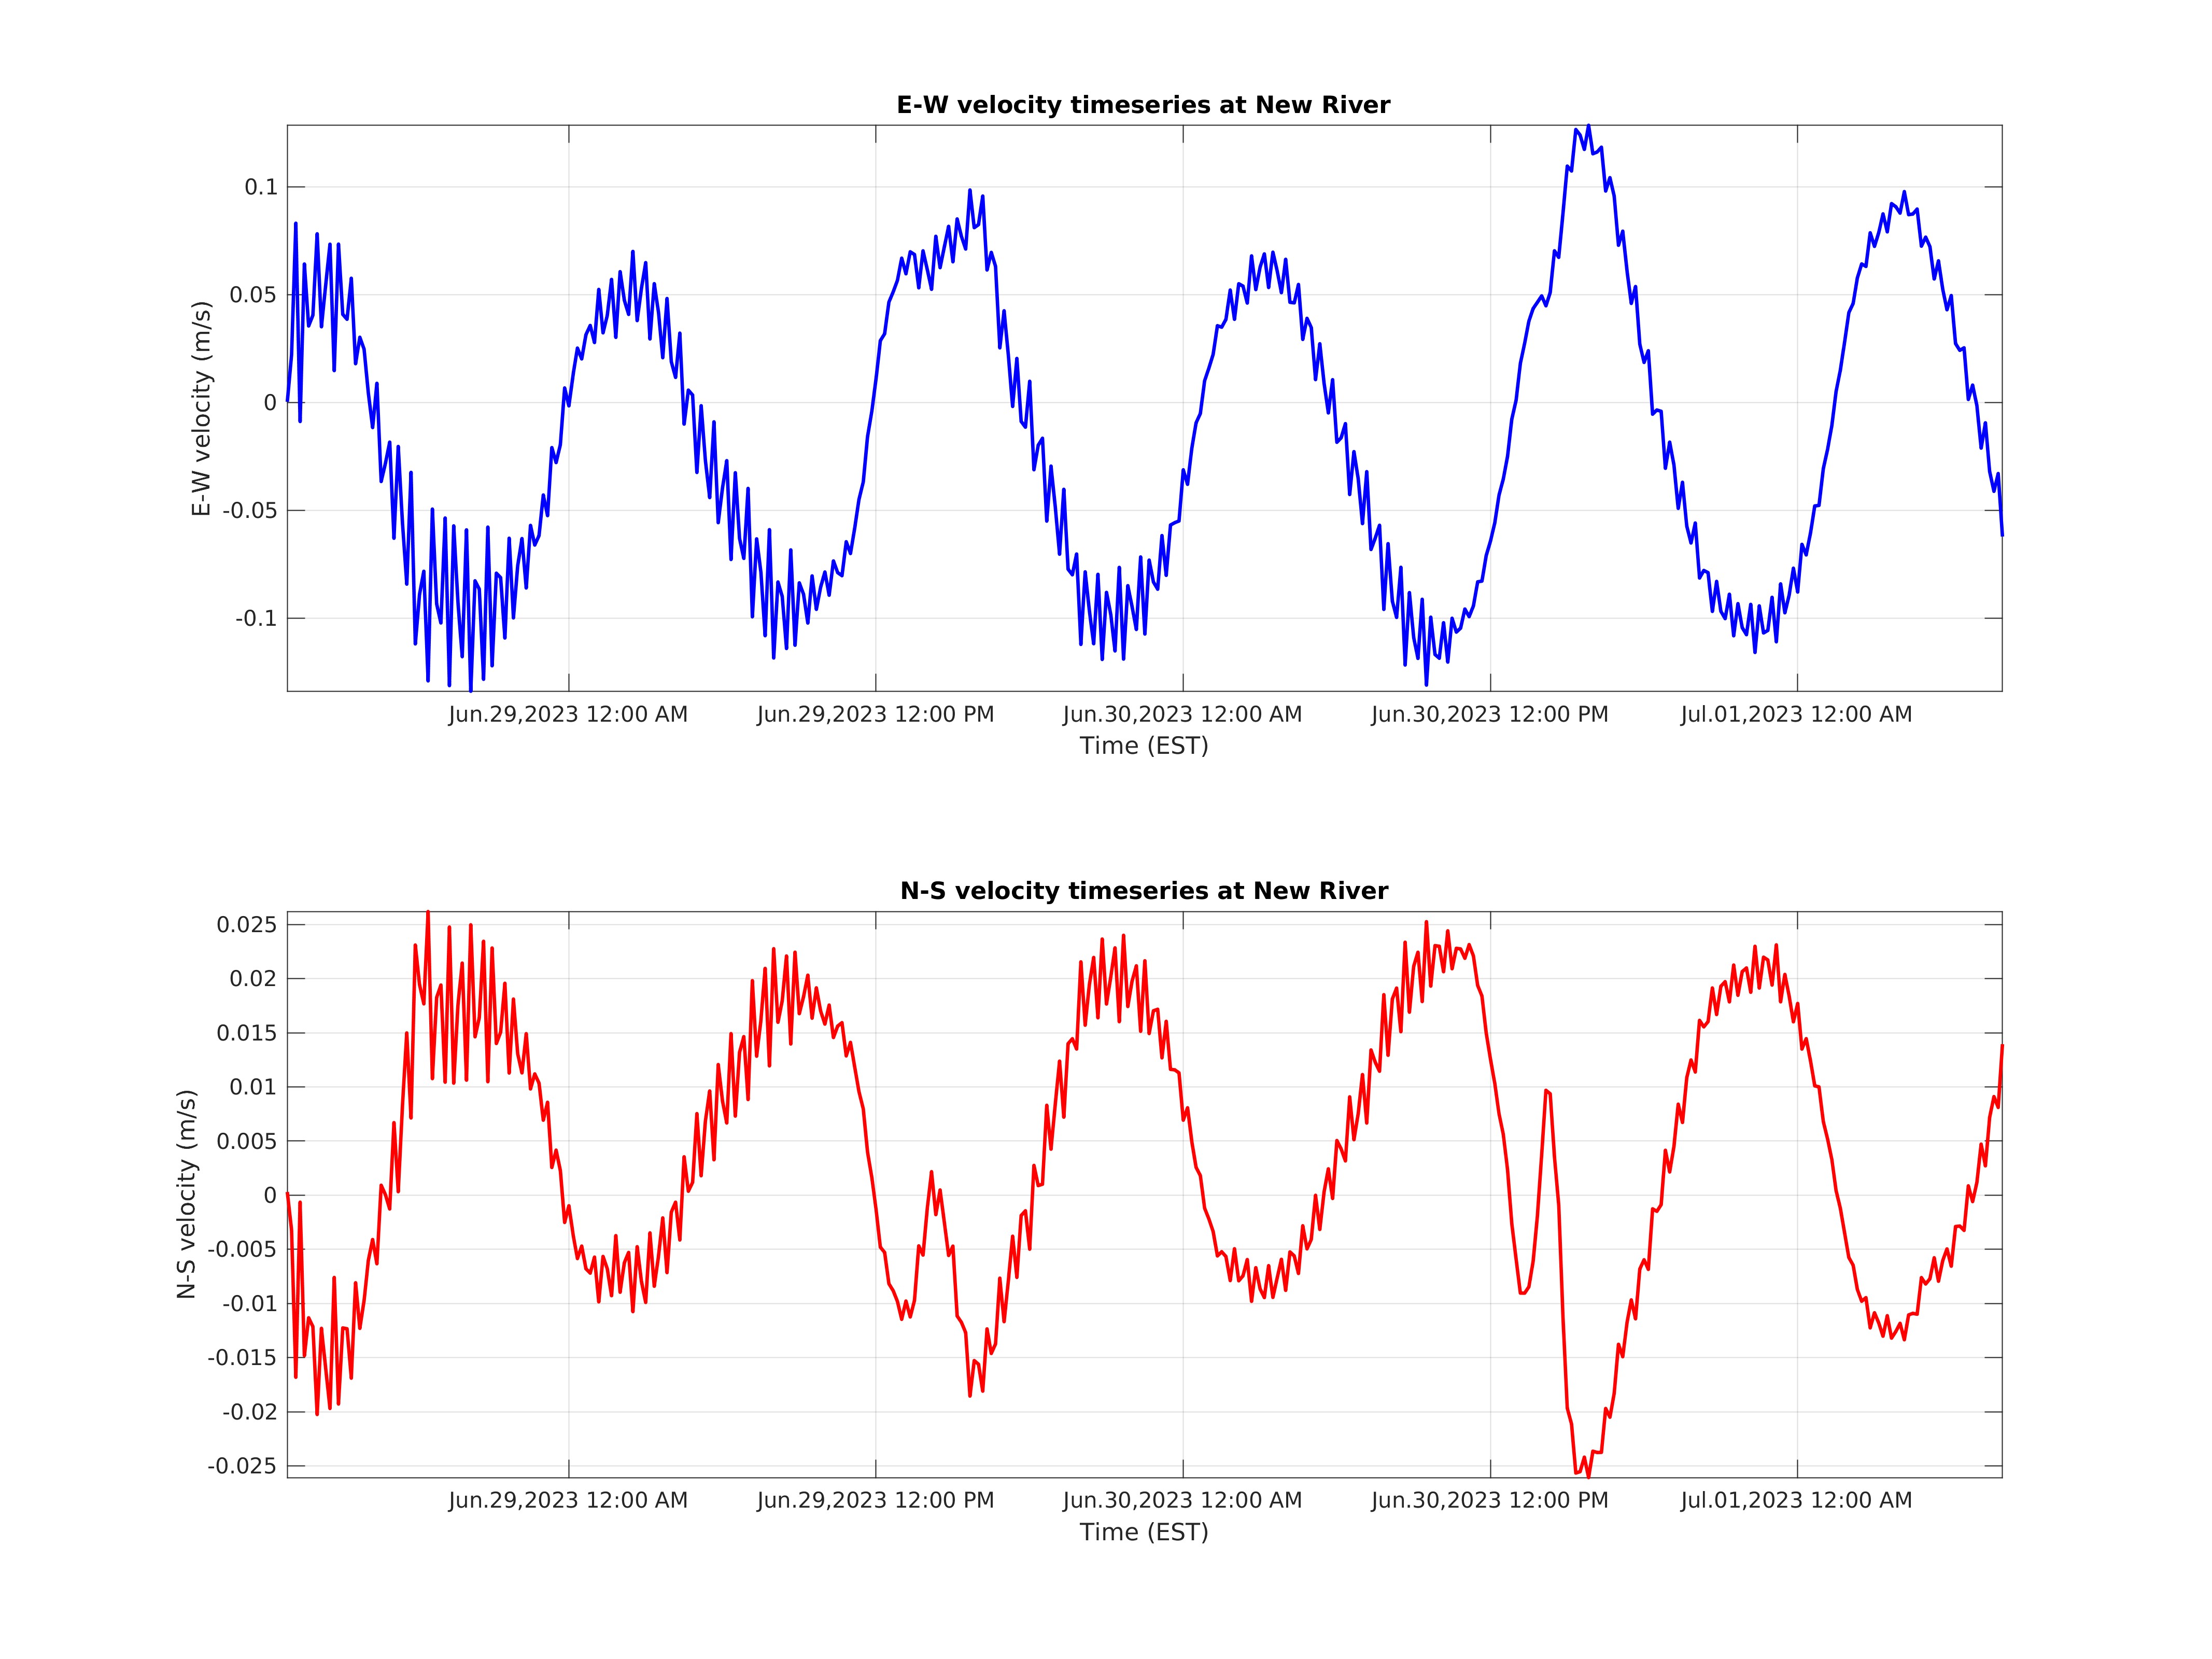 E-W velocity timeseries at New River
E-W velocity (m/s)
0.1
0.05
0
-0.05
-0.1
Jun.29,2023 12:00 AM
Jun.29,2023 12:00 PM
Jun.30,2023 12:00 AM
Jun.30,2023 12:00 PM
Jul.01,2023 12:00 AM
Time (EST)
N-S velocity timeseries at New River
N-S velocity (m/s)
0.025
0.02
0.015
0.01
0.005
0
-0.005
-0.01
-0.015
-0.02
-0.025
Jun.29,2023 12:00 AM
Jun.29,2023 12:00 PM
Jun.30,2023 12:00 AM
Jun.30,2023 12:00 PM
Jul.01,2023 12:00 AM
Time (EST)